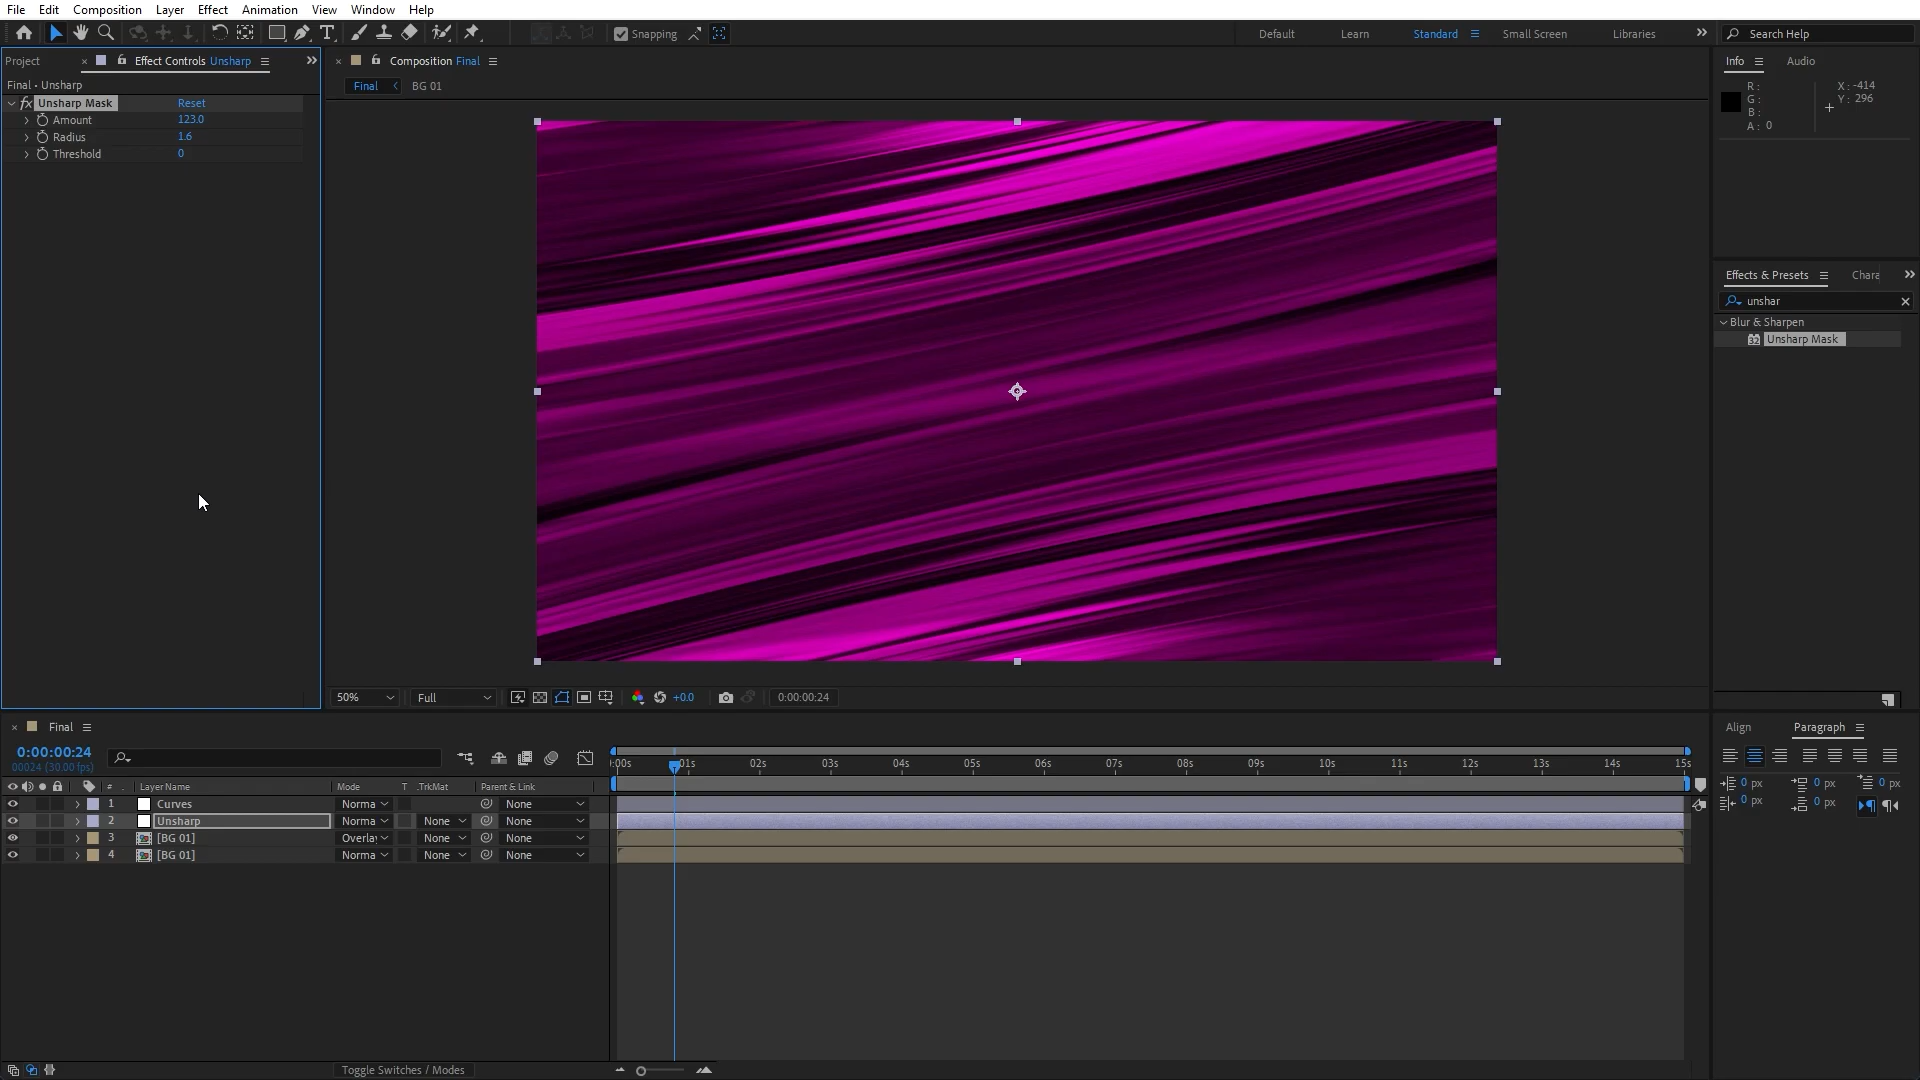 File Edit Composition Layer Effect Animation View Window Help
Snapping Default Learn Standard Small Screen Libraries Search Help
Project Effect Controls Unsharp Composition Final Info Audio
Final • Unsharp
Final BG 01
fx Unsharp Mask Reset
Amount 123.0
Radius 1.6
Threshold 0
R :
G :
B :
A : 0
X : -414
Y : 296
Effects & Presets Chara
unshar
Blur & Sharpen
Unsharp Mask
50% Full +0.0 0:00:00:24
Final
0:00:00:24
00024 (30.00 fps)
:00s 01s 02s 03s 04s 05s 06s 07s 08s 09s 10s 11s 12s 13s 14s 15s
# Layer Name Mode T .TrkMat Parent & Link
1 Curves Norma None
2 Unsharp Norma None None
3 [BG 01] Overlay None None
4 [BG 01] Norma None None
Toggle Switches / Modes
Align Paragraph
0 px 0 px 0 px
0 px 0 px